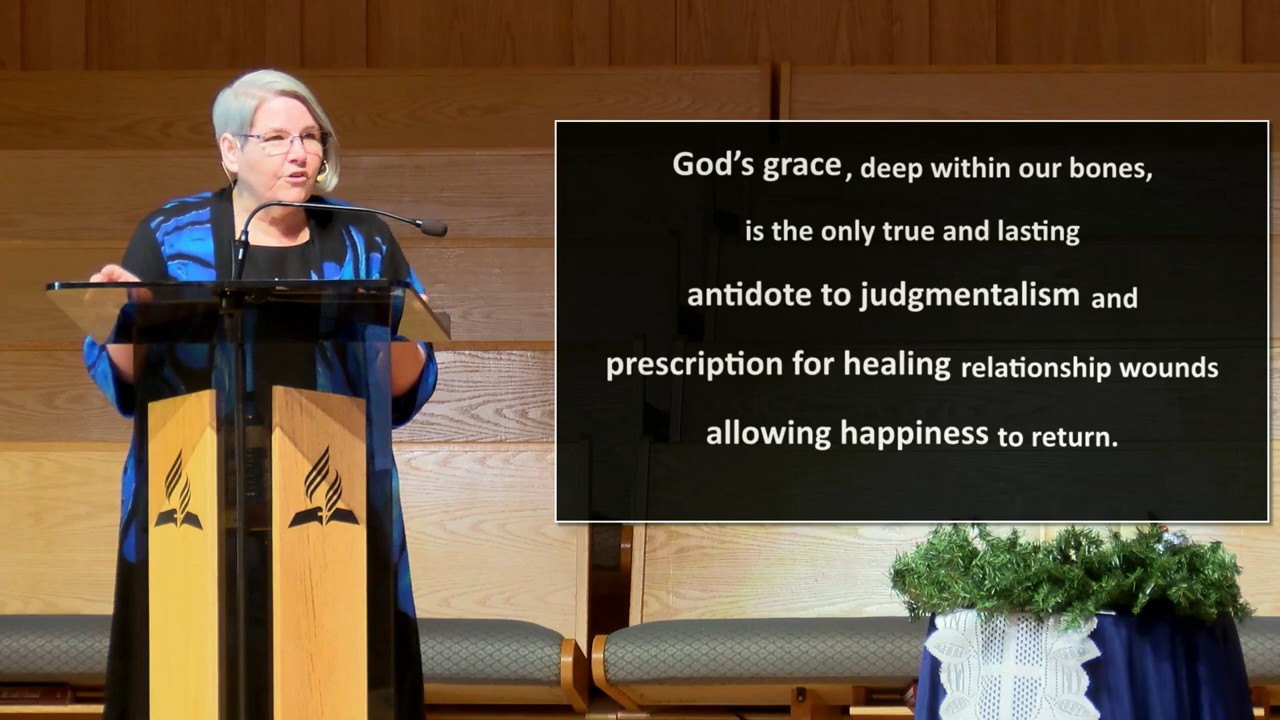 God's grace, deep within our bones,
is the only true and lasting
antidote to judgmentalism and
prescription for healing relationship wounds
allowing happiness to return.